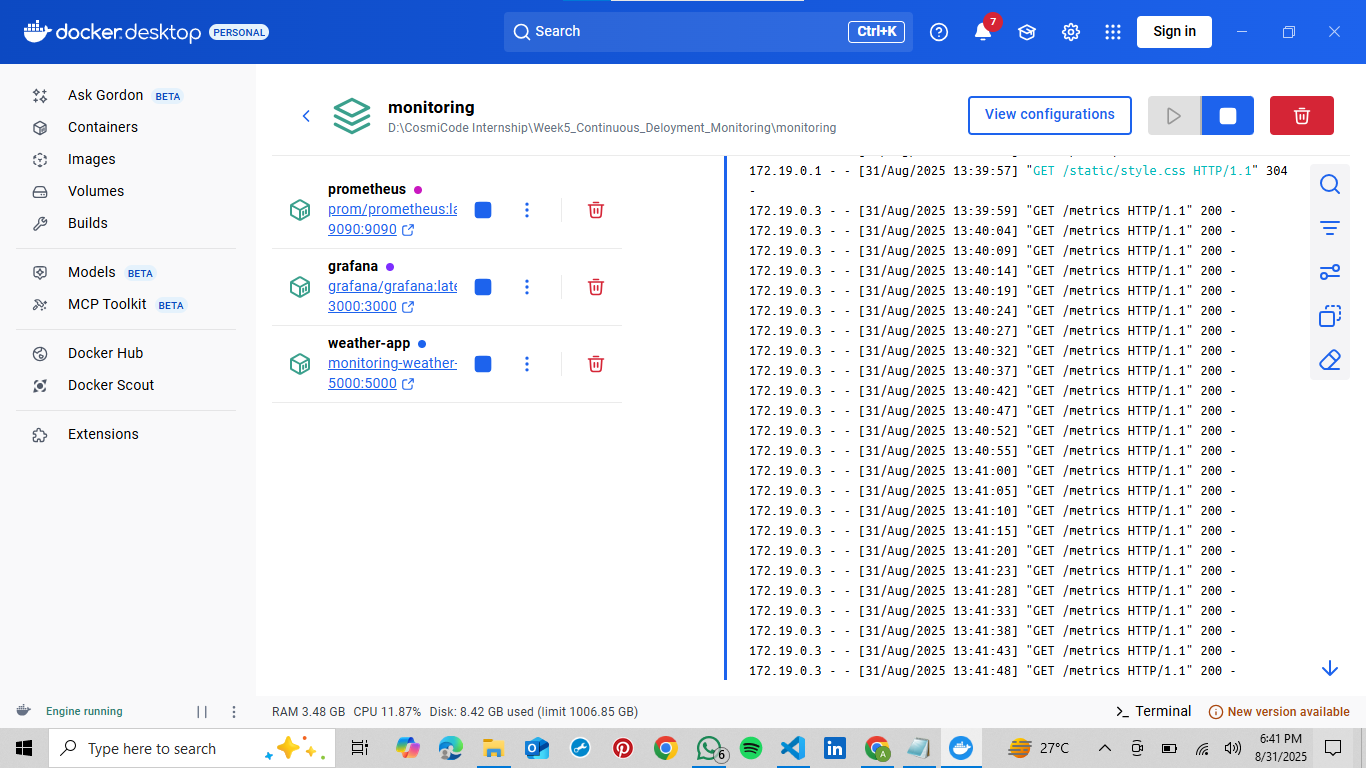 docker.desktop PERSONAL
Search Ctrl+K
7
Sign in
Ask Gordon BETA
Containers
Images
Volumes
Builds
Models BETA
MCP Toolkit BETA
Docker Hub
Docker Scout
Extensions
monitoring
D:\CosmiCode Internship\Week5_Continuous_Deloyment_Monitoring\monitoring
View configurations
prometheus
prom/prometheus:la
9090:9090
grafana
grafana/grafana:late
3000:3000
weather-app
monitoring-weather-
5000:5000
172.19.0.1 - - [31/Aug/2025 13:39:57] "GET /static/style.css HTTP/1.1" 304
-
172.19.0.3 - - [31/Aug/2025 13:39:59] "GET /metrics HTTP/1.1" 200 -
172.19.0.3 - - [31/Aug/2025 13:40:04] "GET /metrics HTTP/1.1" 200 -
172.19.0.3 - - [31/Aug/2025 13:40:09] "GET /metrics HTTP/1.1" 200 -
172.19.0.3 - - [31/Aug/2025 13:40:14] "GET /metrics HTTP/1.1" 200 -
172.19.0.3 - - [31/Aug/2025 13:40:19] "GET /metrics HTTP/1.1" 200 -
172.19.0.3 - - [31/Aug/2025 13:40:24] "GET /metrics HTTP/1.1" 200 -
172.19.0.3 - - [31/Aug/2025 13:40:27] "GET /metrics HTTP/1.1" 200 -
172.19.0.3 - - [31/Aug/2025 13:40:32] "GET /metrics HTTP/1.1" 200 -
172.19.0.3 - - [31/Aug/2025 13:40:37] "GET /metrics HTTP/1.1" 200 -
172.19.0.3 - - [31/Aug/2025 13:40:42] "GET /metrics HTTP/1.1" 200 -
172.19.0.3 - - [31/Aug/2025 13:40:47] "GET /metrics HTTP/1.1" 200 -
172.19.0.3 - - [31/Aug/2025 13:40:52] "GET /metrics HTTP/1.1" 200 -
172.19.0.3 - - [31/Aug/2025 13:40:55] "GET /metrics HTTP/1.1" 200 -
172.19.0.3 - - [31/Aug/2025 13:41:00] "GET /metrics HTTP/1.1" 200 -
172.19.0.3 - - [31/Aug/2025 13:41:05] "GET /metrics HTTP/1.1" 200 -
172.19.0.3 - - [31/Aug/2025 13:41:10] "GET /metrics HTTP/1.1" 200 -
172.19.0.3 - - [31/Aug/2025 13:41:15] "GET /metrics HTTP/1.1" 200 -
172.19.0.3 - - [31/Aug/2025 13:41:20] "GET /metrics HTTP/1.1" 200 -
172.19.0.3 - - [31/Aug/2025 13:41:23] "GET /metrics HTTP/1.1" 200 -
172.19.0.3 - - [31/Aug/2025 13:41:28] "GET /metrics HTTP/1.1" 200 -
172.19.0.3 - - [31/Aug/2025 13:41:33] "GET /metrics HTTP/1.1" 200 -
172.19.0.3 - - [31/Aug/2025 13:41:38] "GET /metrics HTTP/1.1" 200 -
172.19.0.3 - - [31/Aug/2025 13:41:43] "GET /metrics HTTP/1.1" 200 -
172.19.0.3 - - [31/Aug/2025 13:41:48] "GET /metrics HTTP/1.1" 200 -
Engine running
RAM 3.48 GB CPU 11.87% Disk: 8.42 GB used (limit 1006.85 GB)
Terminal
New version available
Type here to search
6
A
27°C
6:41 PM
8/31/2025